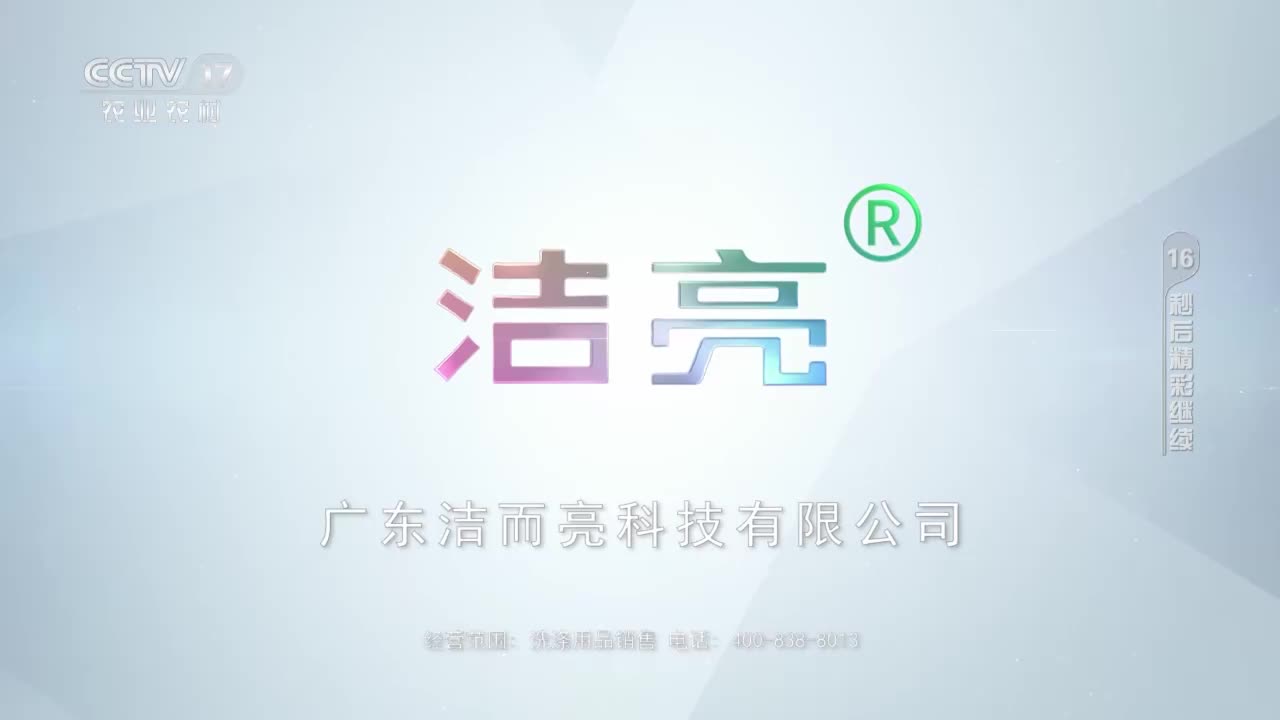 CCTV 17
农业农村
洁亮®
16
秒后精彩继续
广东洁而亮科技有限公司
经营范围：洗涤用品销售 电话：400-838-8013